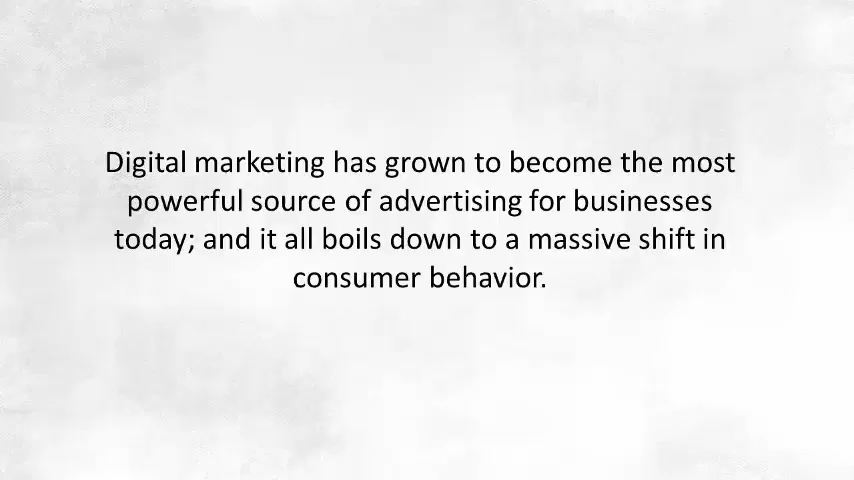 Digital marketing has grown to become the most
powerful source of advertising for businesses
today; and it all boils down to a massive shift in
consumer behavior.